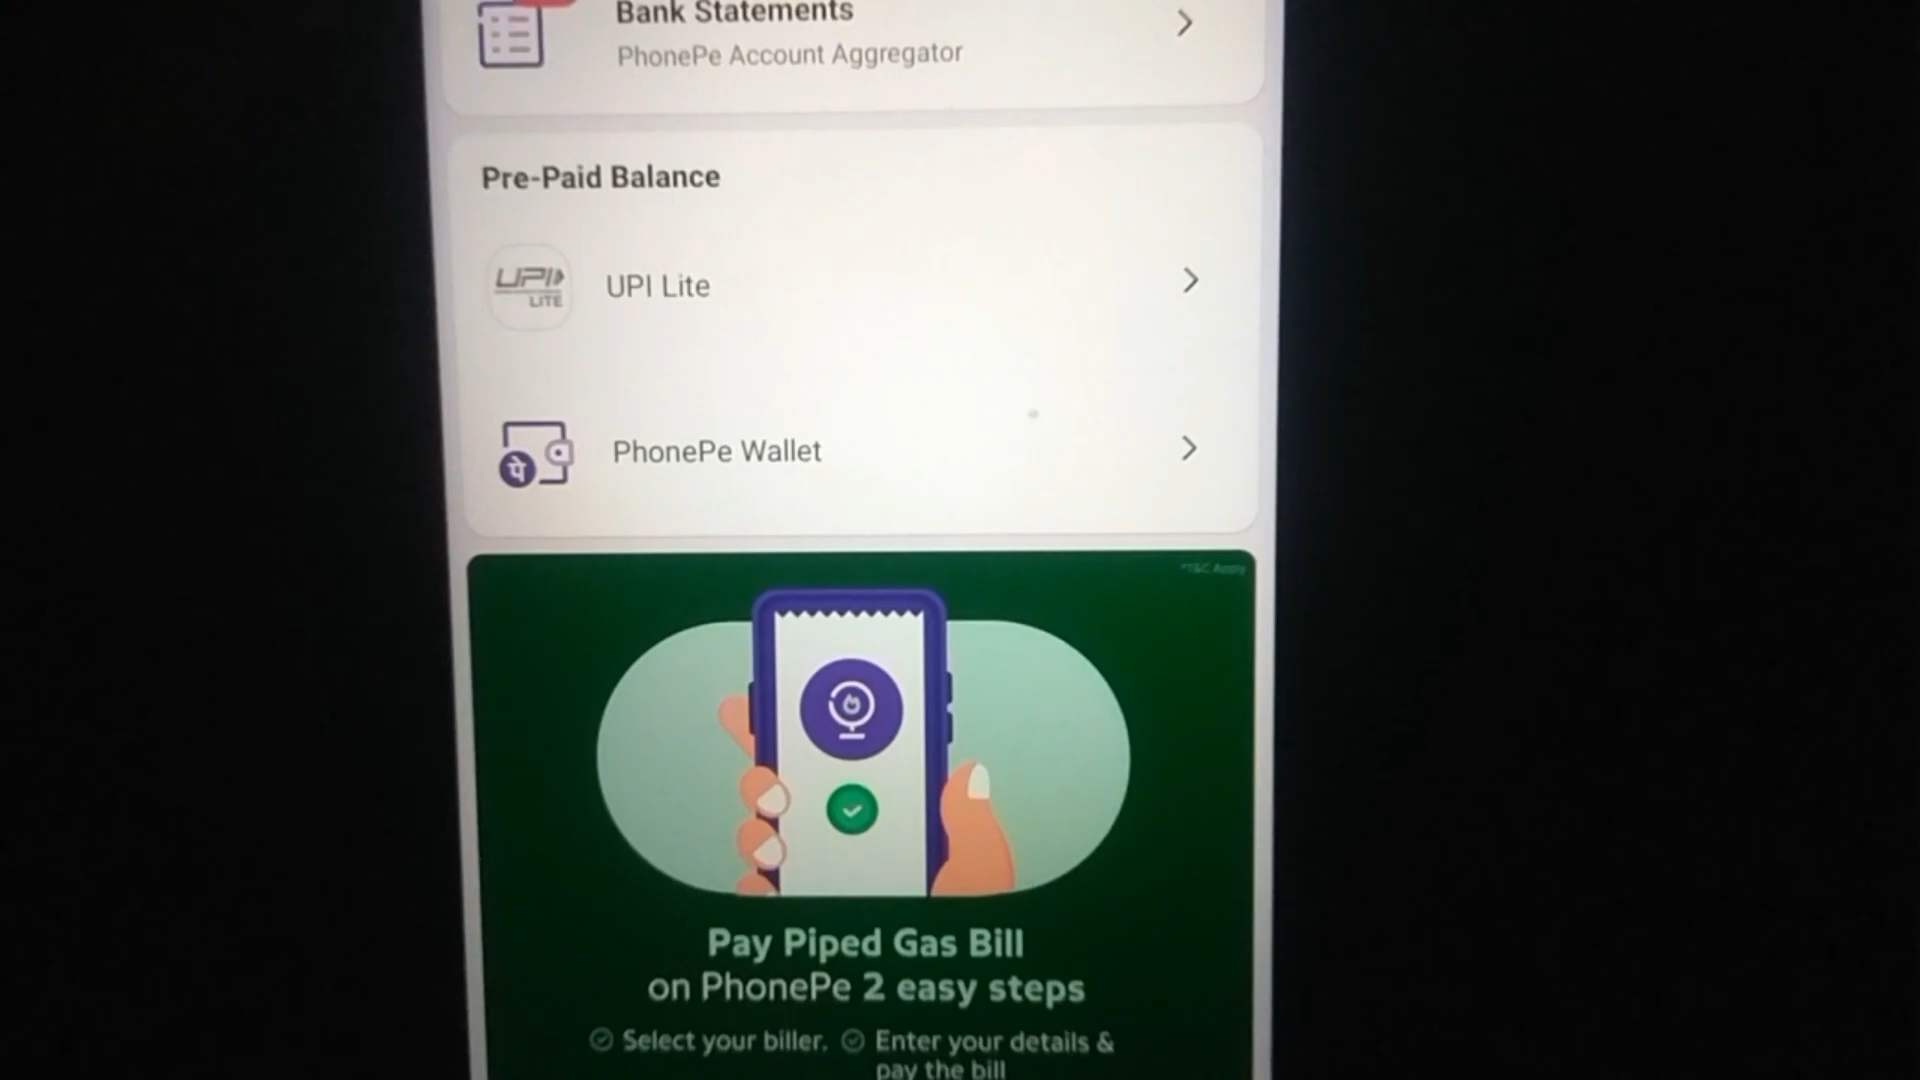 Bank Statements
PhonePe Account Aggregator
Pre-Paid Balance
UPI
LITE
UPI Lite
पे
PhonePe Wallet
*T&C Apply
Pay Piped Gas Bill
on PhonePe 2 easy steps
Select your biller. Enter your details &
pay the bill